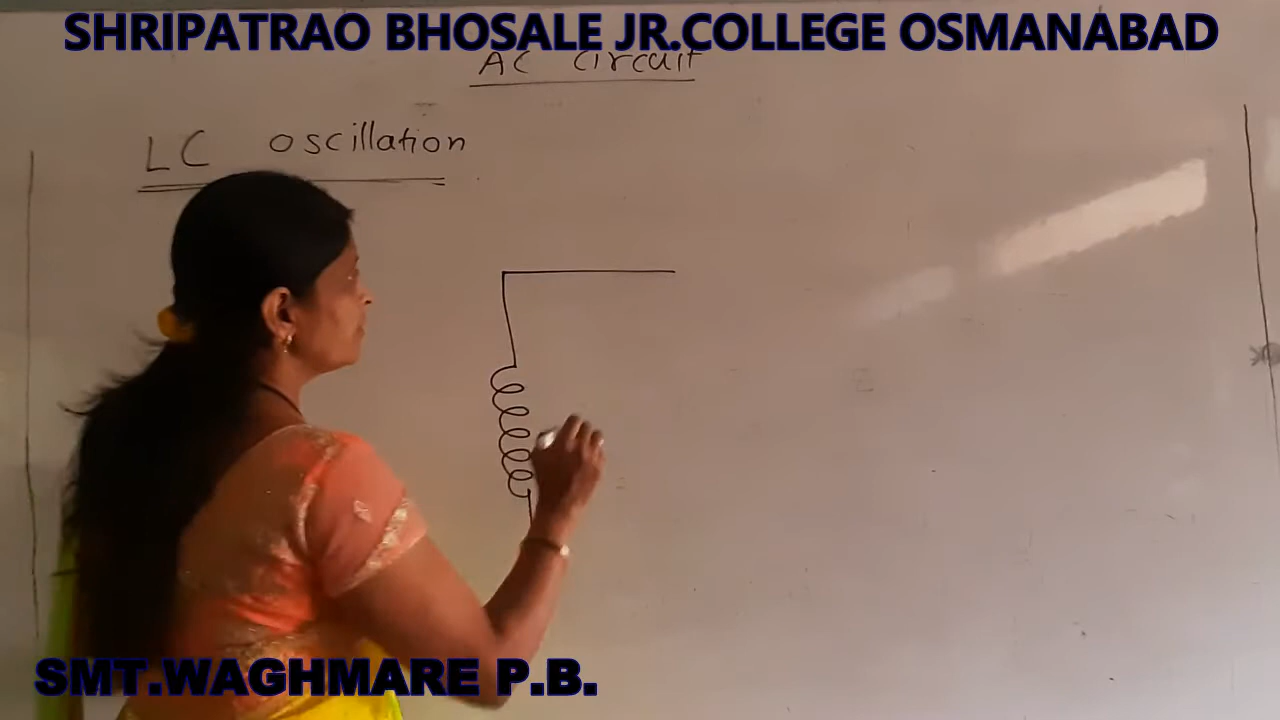 SHRIPATRAO BHOSALE JR.COLLEGE OSMANABAD
AC circuit
LC oscillation
SMT.WAGHMARE P.B.